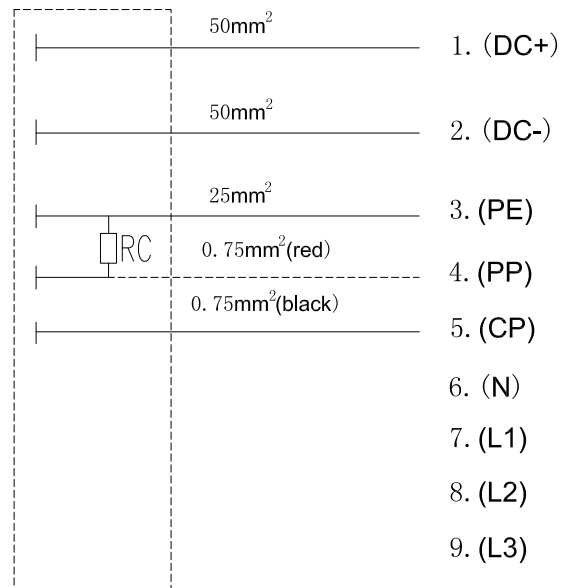 50mm²
1. (DC+)
50mm²
2. (DC-)
25mm²
3. (PE)
RC
0.75mm²(red)
4. (PP)
0.75mm²(black)
5. (CP)
6. (N)
7. (L1)
8. (L2)
9. (L3)